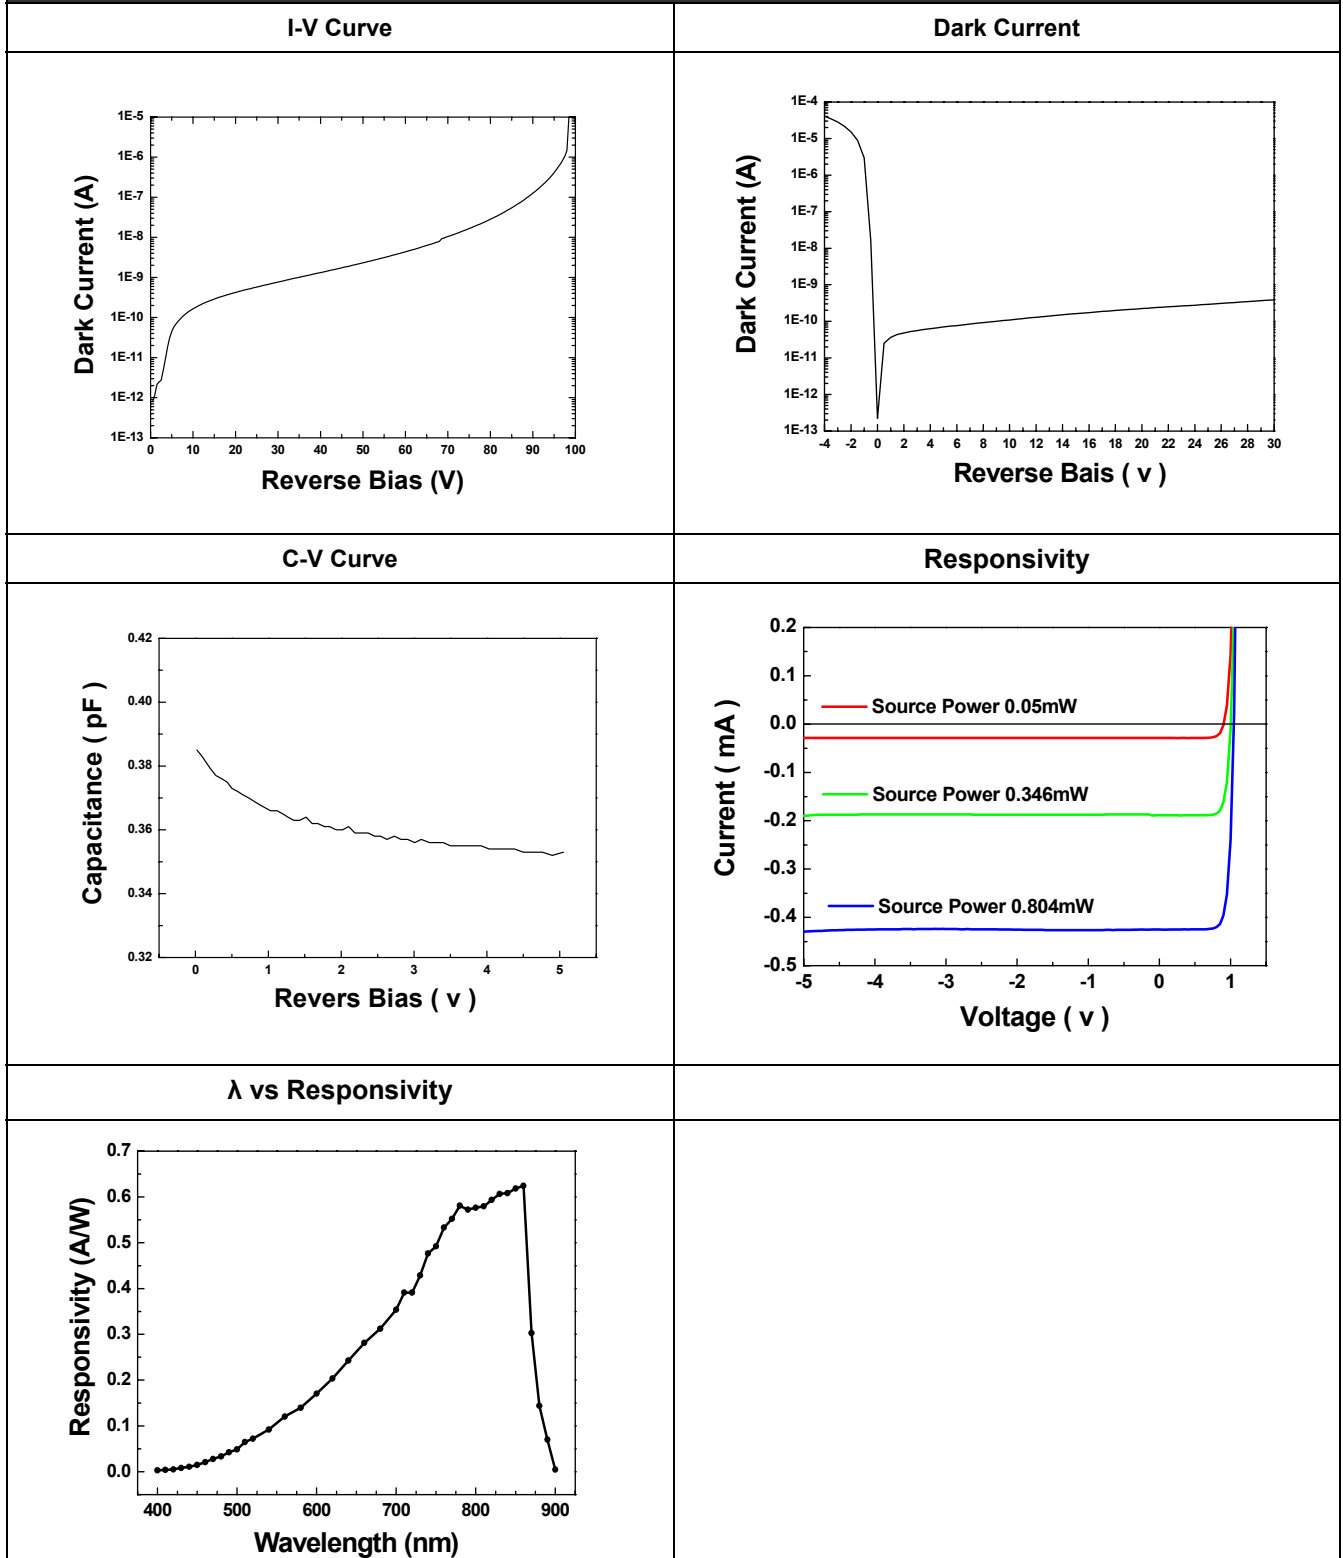 I-V Curve
Dark Current
1E-5
1E-6
1E-7
1E-8
1E-9
1E-10
1E-11
1E-12
1E-13
0 10 20 30 40 50 60 70 80 90 100
Dark Current (A)
Reverse Bias (V)
1E-4
1E-5
1E-6
1E-7
1E-8
1E-9
1E-10
1E-11
1E-12
1E-13
-4 -2 0 2 4 6 8 10 12 14 16 18 20 22 24 26 28 30
Dark Current (A)
Reverse Bais ( v )
C-V Curve
Responsivity
0.42
0.40
0.38
0.36
0.34
0.32
0 1 2 3 4 5
Capacitance ( pF )
Revers Bias ( v )
0.2
0.1
0.0
-0.1
-0.2
-0.3
-0.4
-0.5
-5 -4 -3 -2 -1 0 1
Source Power 0.05mW
Source Power 0.346mW
Source Power 0.804mW
Current ( mA )
Voltage ( v )
λ vs Responsivity
0.7
0.6
0.5
0.4
0.3
0.2
0.1
0.0
400 500 600 700 800 900
Responsivity (A/W)
Wavelength (nm)